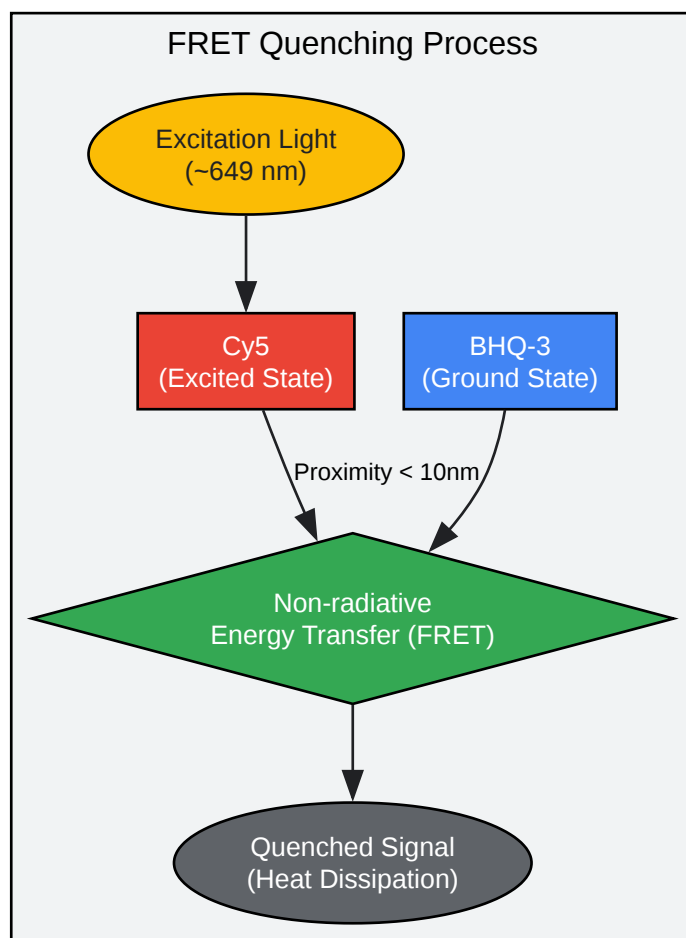 FRET Quenching Process
Excitation Light
(~649 nm)
Cy5
(Excited State)
BHQ-3
(Ground State)
Proximity < 10nm
Non-radiative
Energy Transfer (FRET)
Quenched Signal
(Heat Dissipation)